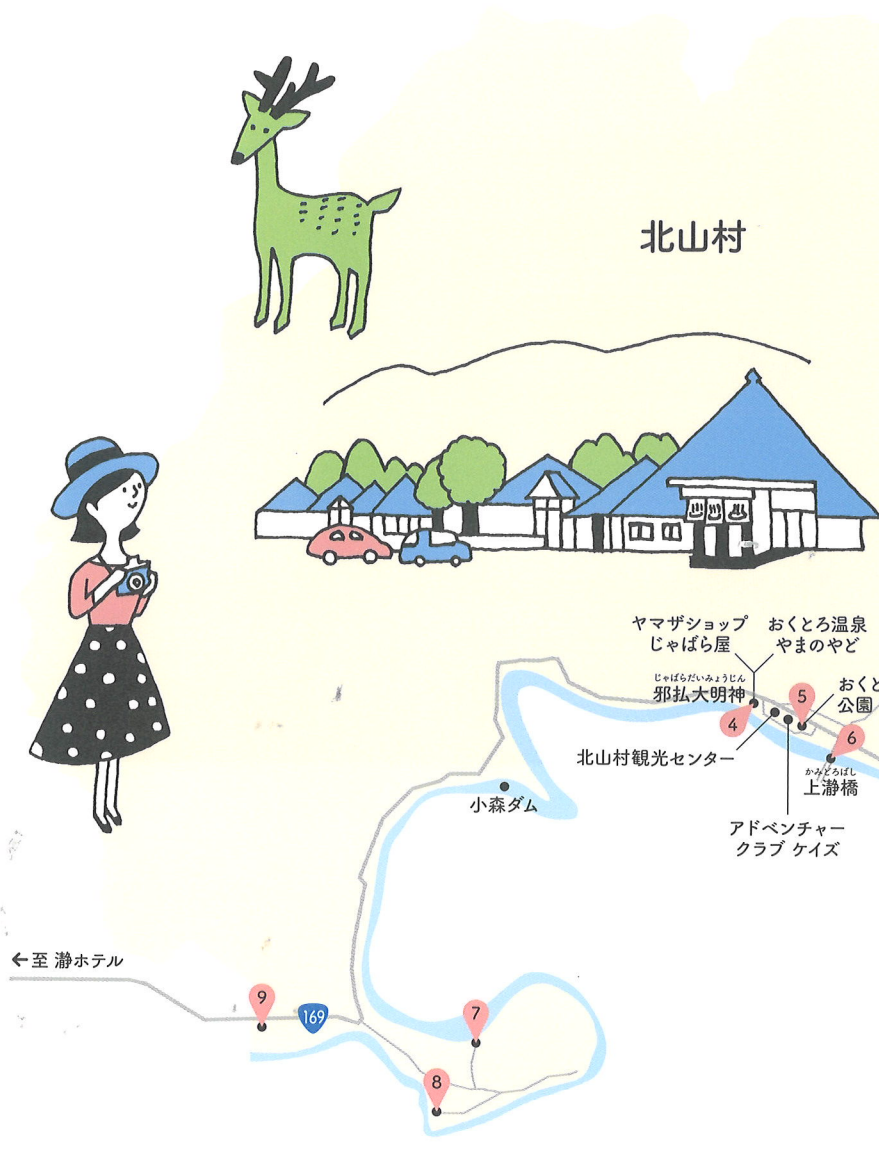 北山村
ヤマザショップ
じゃばら屋
おくとろ温泉
やまのやど
じゃばらだいみょうじん
邪払大明神
5
おくと
公園
4
6
北山村観光センター
かみどろばし
上瀞橋
小森ダム
アドベンチャー
クラブ ケイズ
←至 瀞ホテル
9
169
7
8